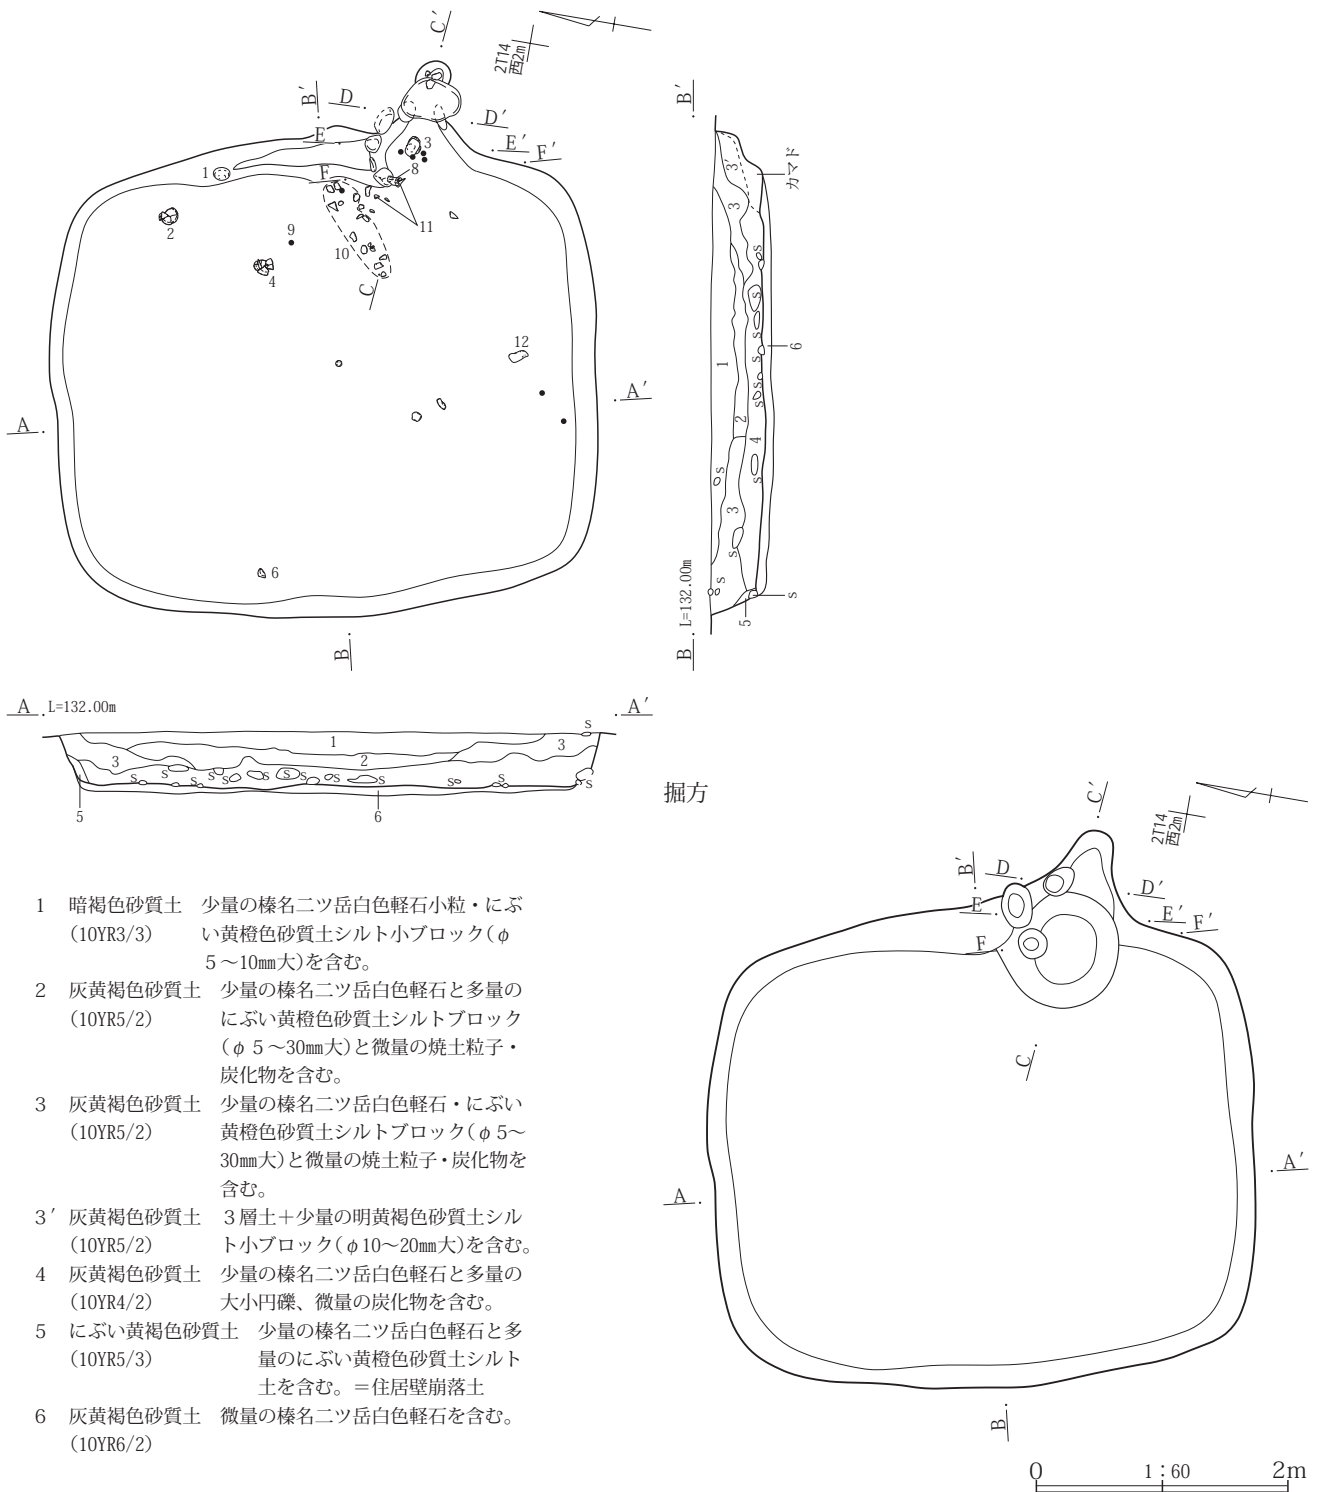 C′
2T14
西2m
B′
D
D′
E
E′
F′
3
1
F
8
11
2
9
10
4
C
12
A′
A
6
B
B′
カマド
3′
3
s
s
s
1
s
6
s
s
s
2
4
s
s
3
s
s
B L=132.00m
s
5
A L=132.00m
A′
s
1
3
3
2
s s s s s s s s s s s s
5
6
掘方
C′
2T14
西2m
B′
D
D′
E
E′
F′
F
C
A′
A
B
0 1：60 2m
1 暗褐色砂質土 少量の榛名二ツ岳白色軽石小粒・にぶ
(10YR3/3) い黄橙色砂質土シルト小ブロック(φ
5～10㎜大)を含む。
2 灰黄褐色砂質土 少量の榛名二ツ岳白色軽石と多量の
(10YR5/2) にぶい黄橙色砂質土シルトブロック
(φ5～30㎜大)と微量の焼土粒子・
炭化物を含む。
3 灰黄褐色砂質土 少量の榛名二ツ岳白色軽石・にぶい
(10YR5/2) 黄橙色砂質土シルトブロック(φ5～
30㎜大)と微量の焼土粒子・炭化物を
含む。
3′ 灰黄褐色砂質土 3層土＋少量の明黄褐色砂質土シル
(10YR5/2) ト小ブロック(φ10～20㎜大)を含む。
4 灰黄褐色砂質土 少量の榛名二ツ岳白色軽石と多量の
(10YR4/2) 大小円礫、微量の炭化物を含む。
5 にぶい黄褐色砂質土 少量の榛名二ツ岳白色軽石と多
(10YR5/3) 量のにぶい黄橙色砂質土シルト
土を含む。＝住居壁崩落土
6 灰黄褐色砂質土 微量の榛名二ツ岳白色軽石を含む。
(10YR6/2)